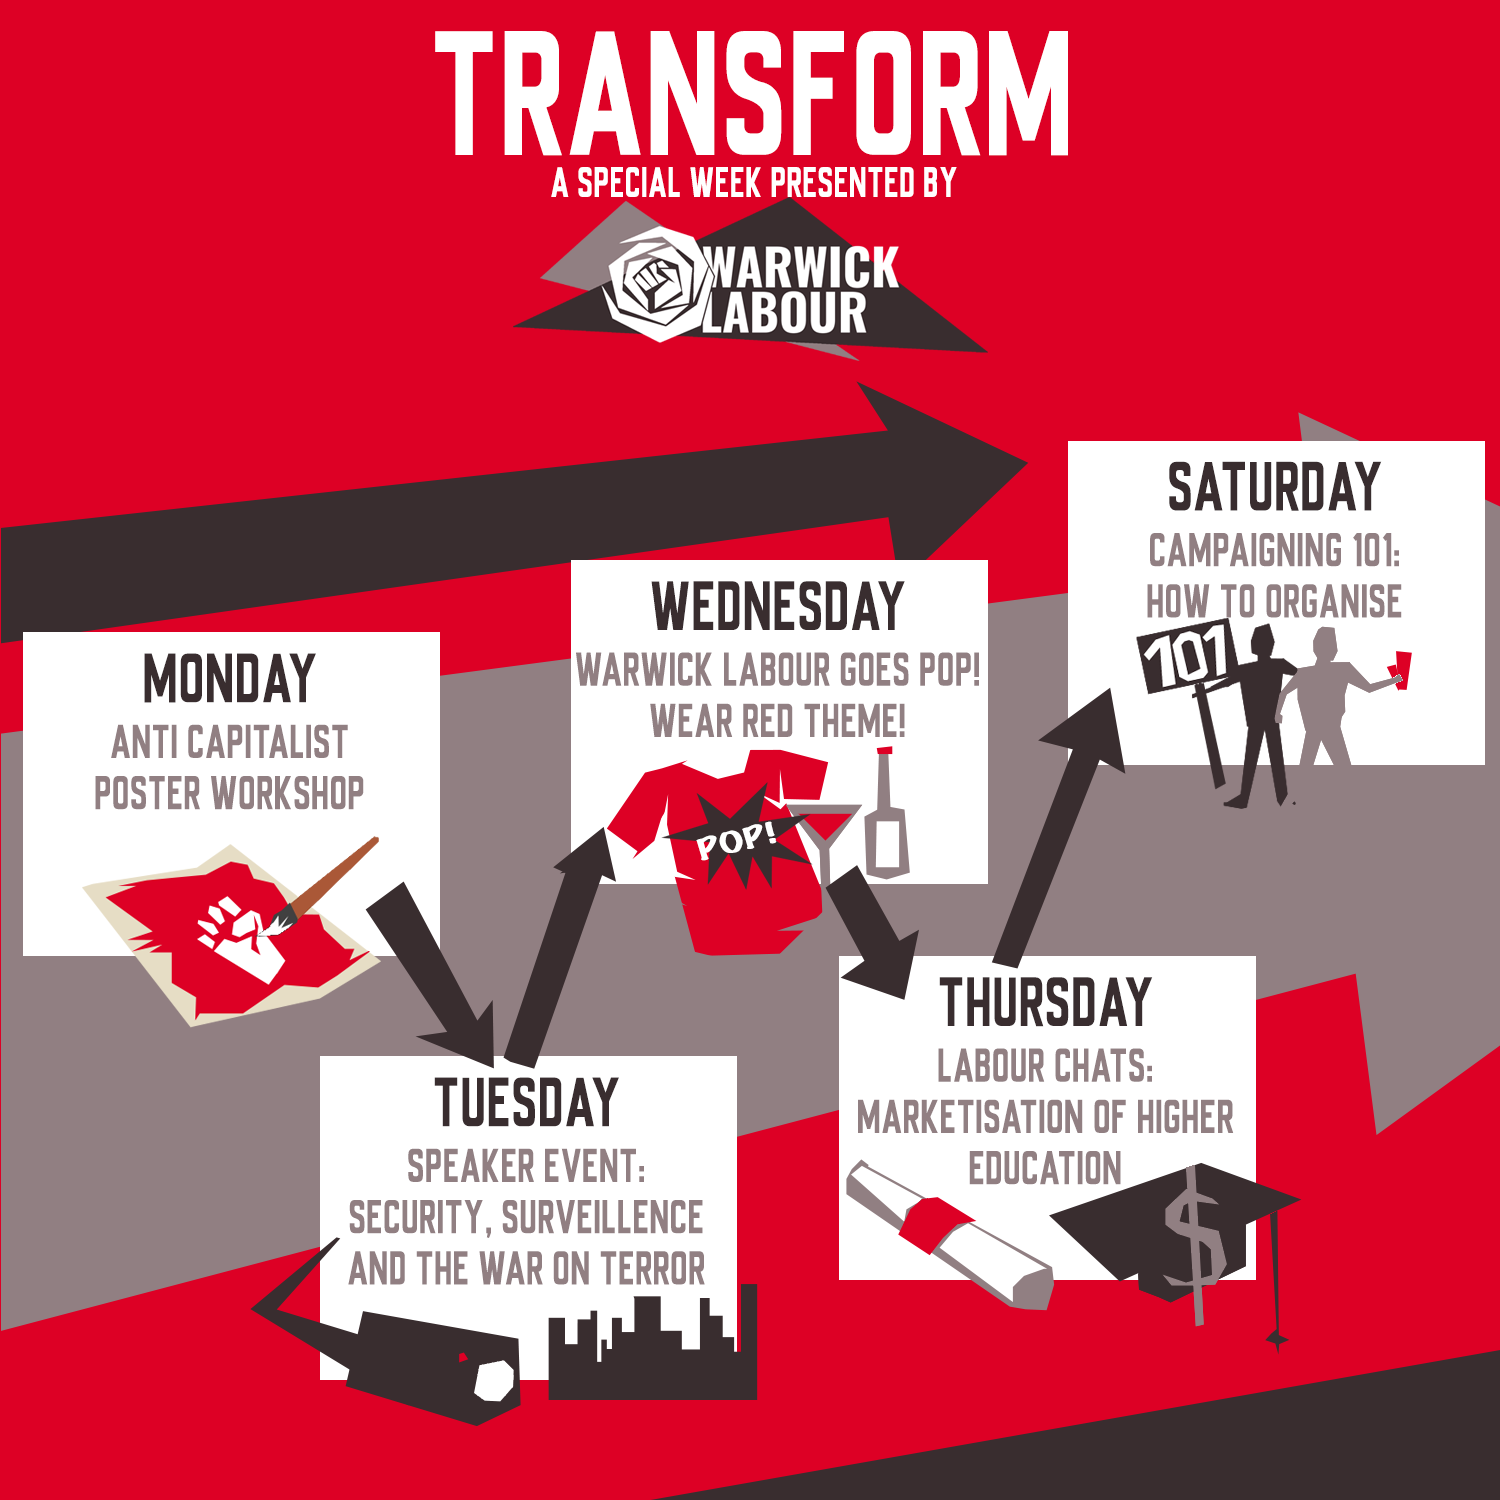 TRANSFORM
A SPECIAL WEEK PRESENTED BY
WARWICK
LABOUR
MONDAY
ANTI CAPITALIST
POSTER WORKSHOP
TUESDAY
SPEAKER EVENT:
SECURITY, SURVEILLENCE
AND THE WAR ON TERROR
WEDNESDAY
WARWICK LABOUR GOES POP!
WEAR RED THEME!
POP!
THURSDAY
LABOUR CHATS:
MARKETISATION OF HIGHER
EDUCATION
$
SATURDAY
CAMPAIGNING 101:
HOW TO ORGANISE
101